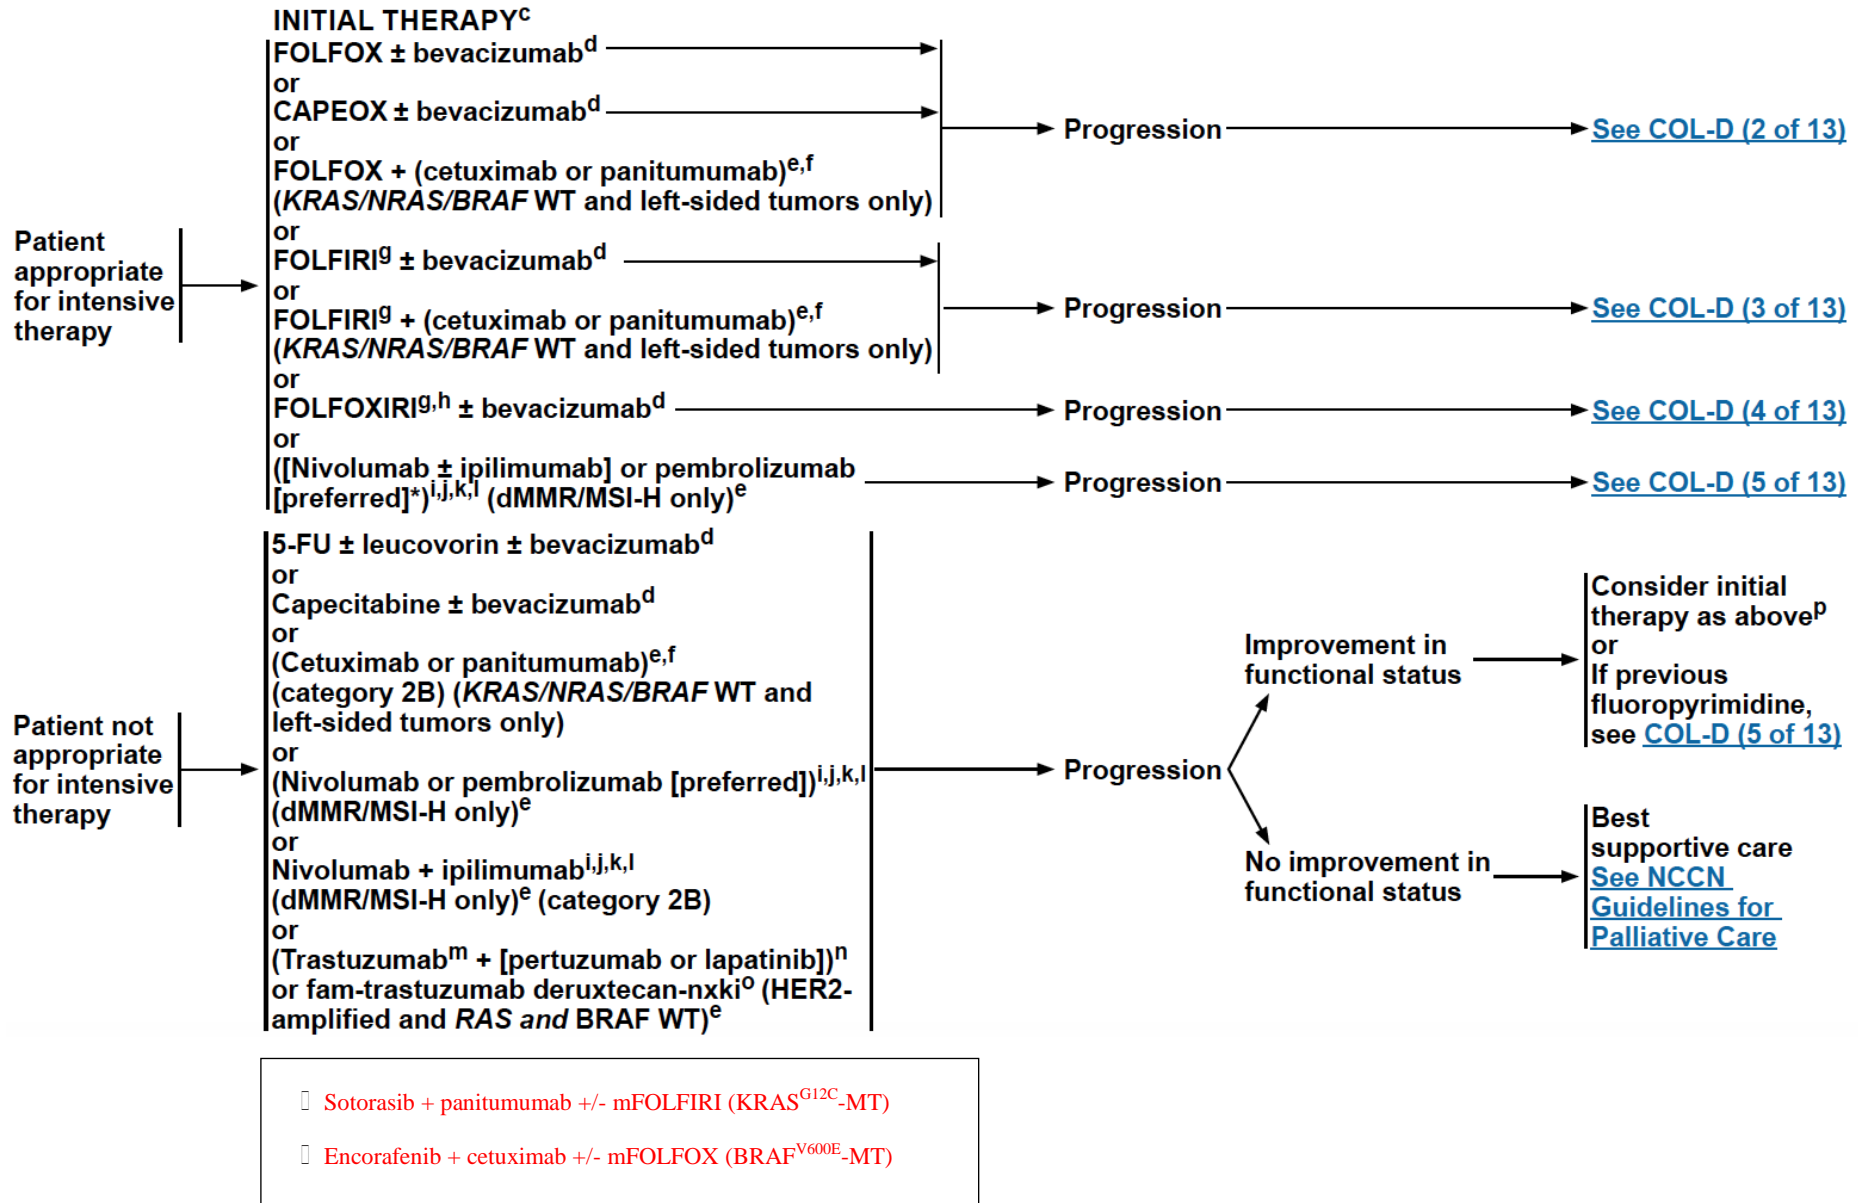 INITIAL THERAPYc
FOLFOX ± bevacizumabd
or
CAPEOX ± bevacizumabd
or
FOLFOX + (cetuximab or panitumumab)e,f
(KRAS/NRAS/BRAF WT and left-sided tumors only)
or
FOLFIRIg ± bevacizumabd
or
FOLFIRIg + (cetuximab or panitumumab)e,f
(KRAS/NRAS/BRAF WT and left-sided tumors only)
or
FOLFOXIRIg,h ± bevacizumabd
or
([Nivolumab ± ipilimumab] or pembrolizumab
[preferred]*)i,j,k,l (dMMR/MSI-H only)e
Patient
appropriate
for intensive
therapy
Progression
See COL-D (2 of 13)
Progression
See COL-D (3 of 13)
Progression
See COL-D (4 of 13)
Progression
See COL-D (5 of 13)
Patient not
appropriate
for intensive
therapy
5-FU ± leucovorin ± bevacizumabd
or
Capecitabine ± bevacizumabd
or
(Cetuximab or panitumumab)e,f
(category 2B) (KRAS/NRAS/BRAF WT and
left-sided tumors only)
or
(Nivolumab or pembrolizumab [preferred])i,j,k,l
(dMMR/MSI-H only)e
or
Nivolumab + ipilimumabi,j,k,l
(dMMR/MSI-H only)e (category 2B)
or
(Trastuzumabm + [pertuzumab or lapatinib])n
or fam-trastuzumab deruxtecan-nxkio (HER2-
amplified and RAS and BRAF WT)e
Progression
Improvement in
functional status
Consider initial
therapy as abovep
or
If previous
fluoropyrimidine,
see COL-D (5 of 13)
No improvement in
functional status
Best
supportive care
See NCCN
Guidelines for
Palliative Care
Sotorasib + panitumumab +/- mFOLFIRI (KRASG12C-MT)
Encorafenib + cetuximab +/- mFOLFOX (BRAFV600E-MT)